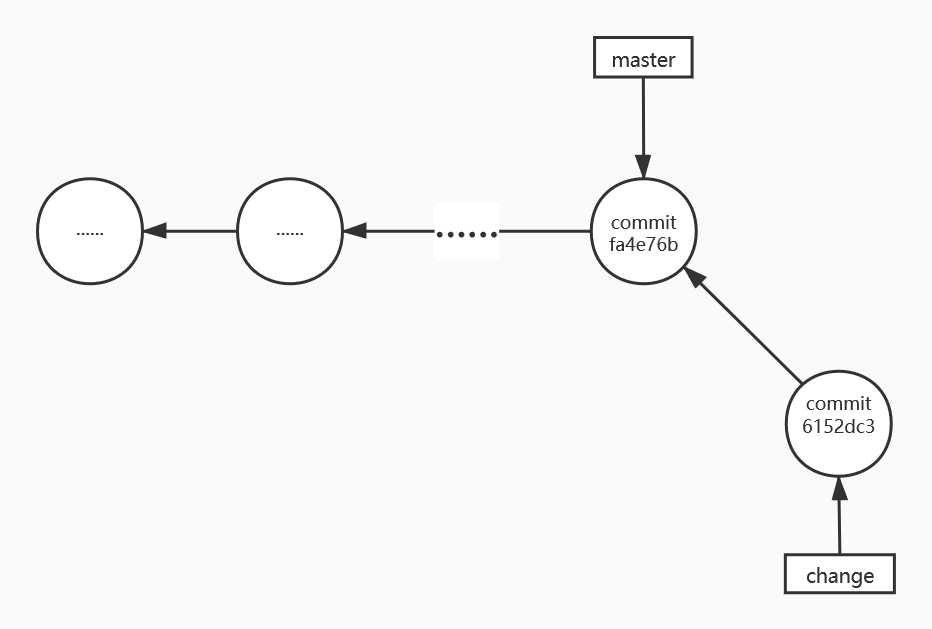 master
......
......
......
commit
fa4e76b
commit
6152dc3
change